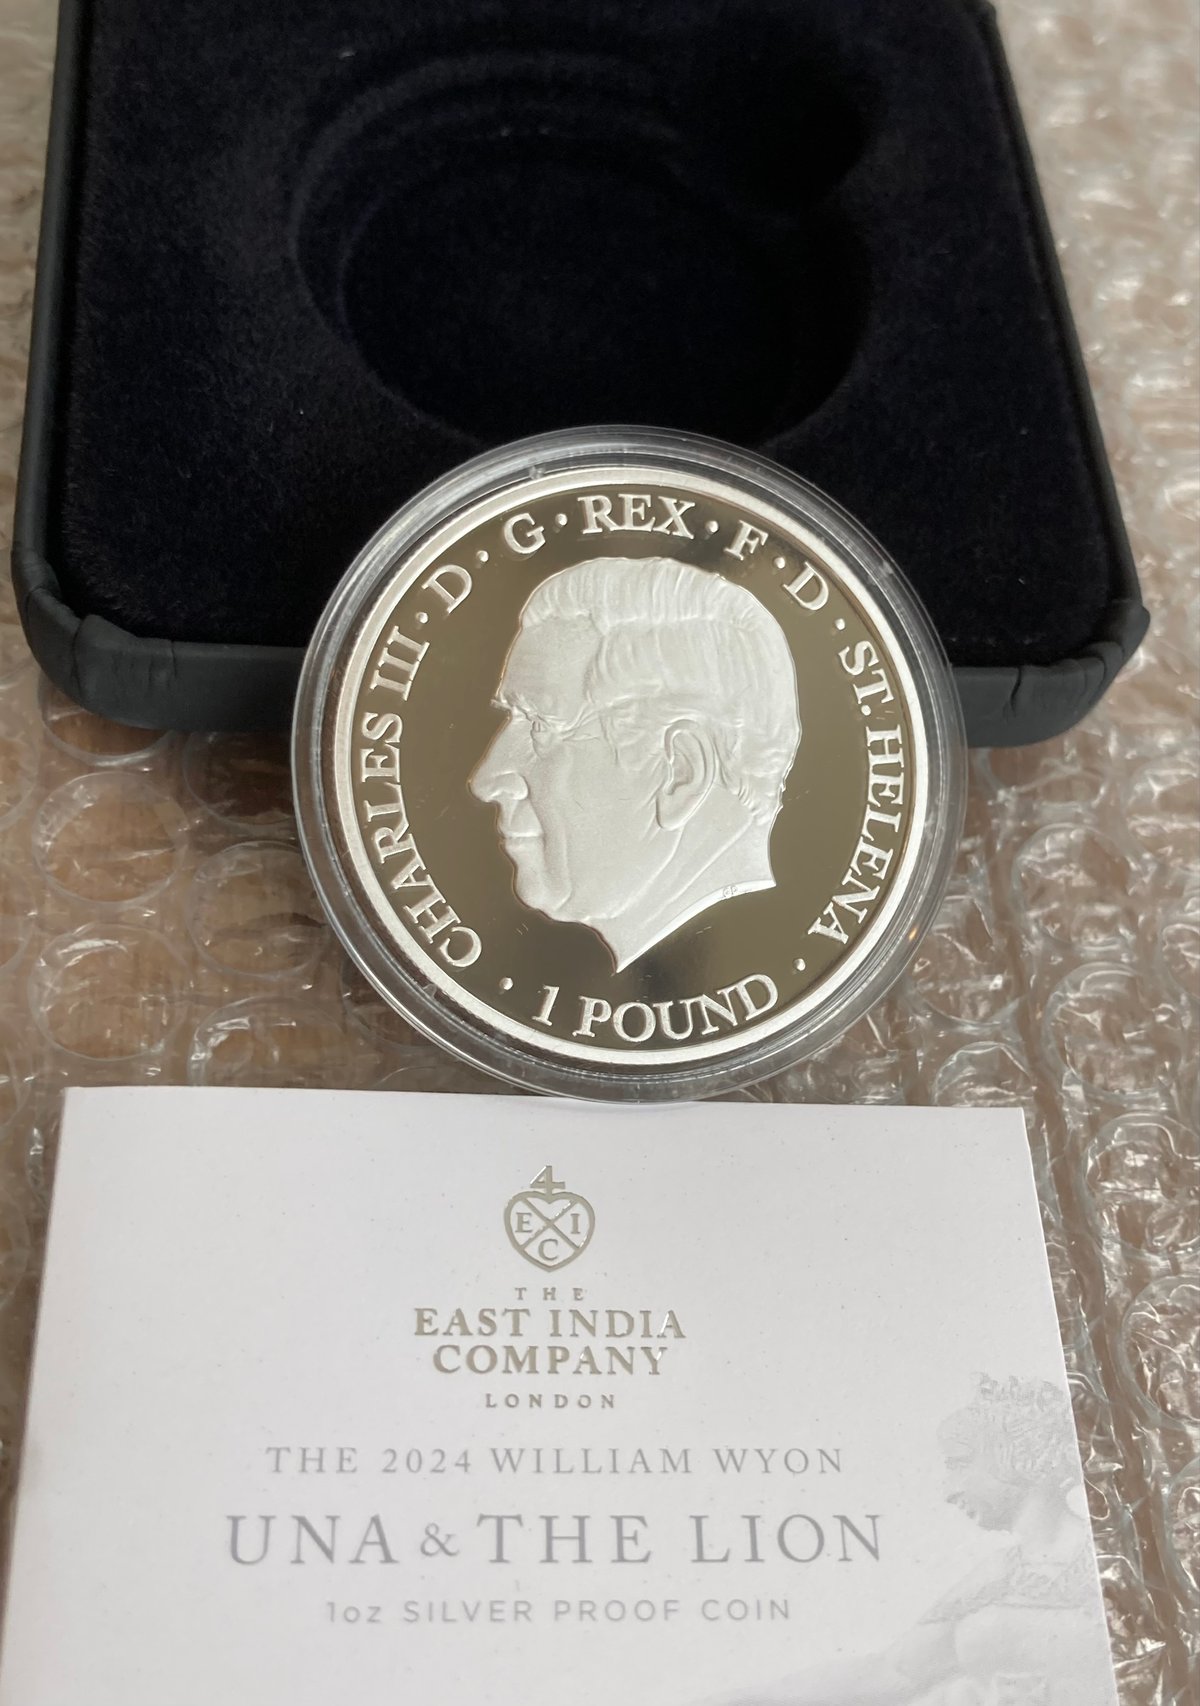 CHARLES III · D · G · REX · F · D · ST. HELENA ·
1 POUND ·
4
E I
C
THE
EAST INDIA
COMPANY
LONDON
THE 2024 WILLIAM WYON
UNA & THE LION
1oz SILVER PROOF COIN